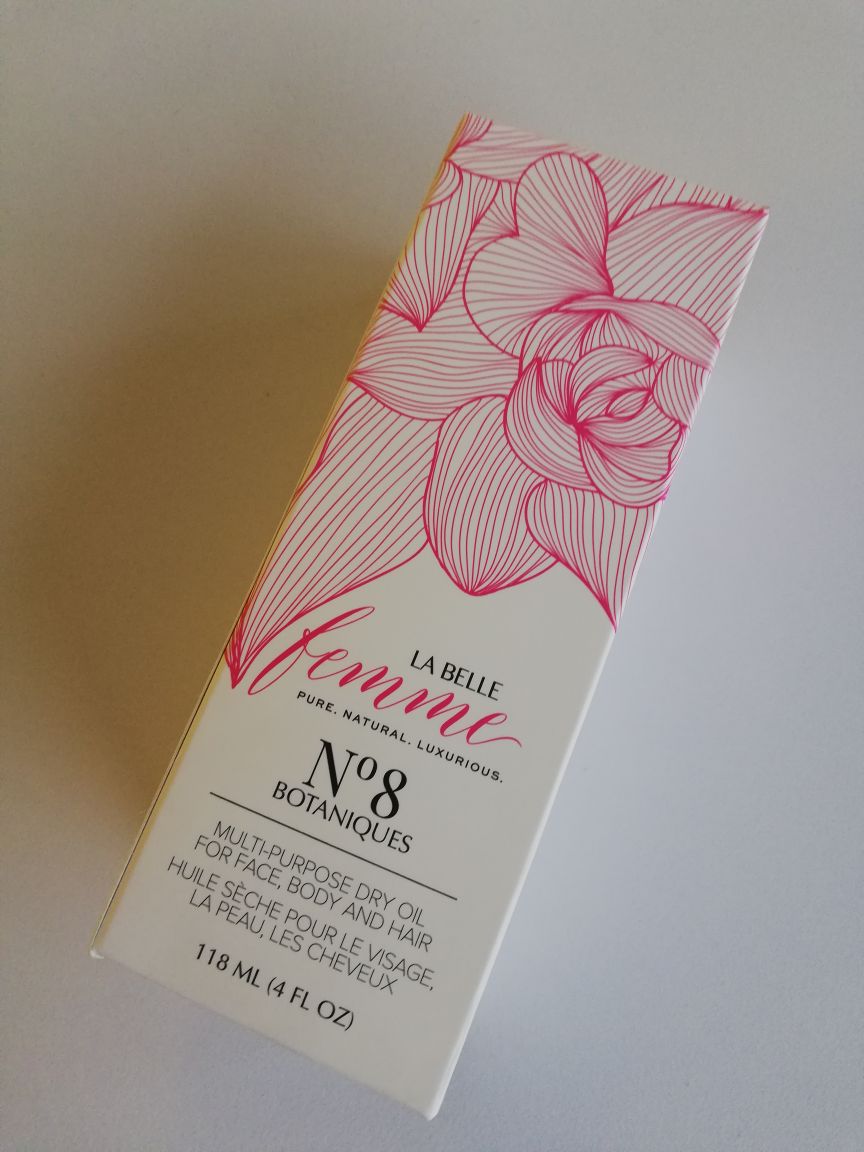 LA BELLE
femme
PURE. NATURAL. LUXURIOUS.
Nº8
BOTANIQUES
MULTI-PURPOSE DRY OIL
FOR FACE, BODY AND HAIR
HUILE SÈCHE POUR LE VISAGE,
LA PEAU, LES CHEVEUX
118 ML (4 FL OZ)